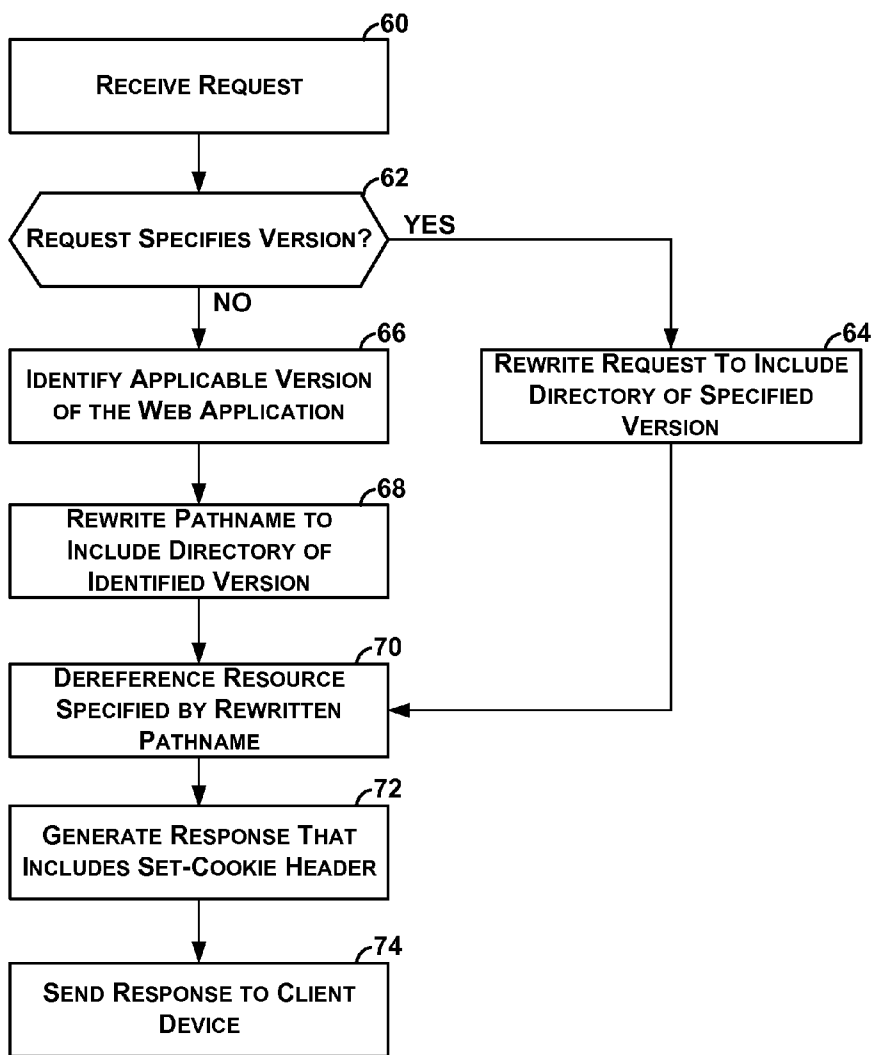 60
RECEIVE REQUEST
62
REQUEST SPECIFIES VERSION?
YES
NO
66
IDENTIFY APPLICABLE VERSION
OF THE WEB APPLICATION
64
REWRITE REQUEST TO INCLUDE
DIRECTORY OF SPECIFIED
VERSION
68
REWRITE PATHNAME TO
INCLUDE DIRECTORY OF
IDENTIFIED VERSION
70
DEREFERENCE RESOURCE
SPECIFIED BY REWRITTEN
PATHNAME
72
GENERATE RESPONSE THAT
INCLUDES SET-COOKIE HEADER
74
SEND RESPONSE TO CLIENT
DEVICE